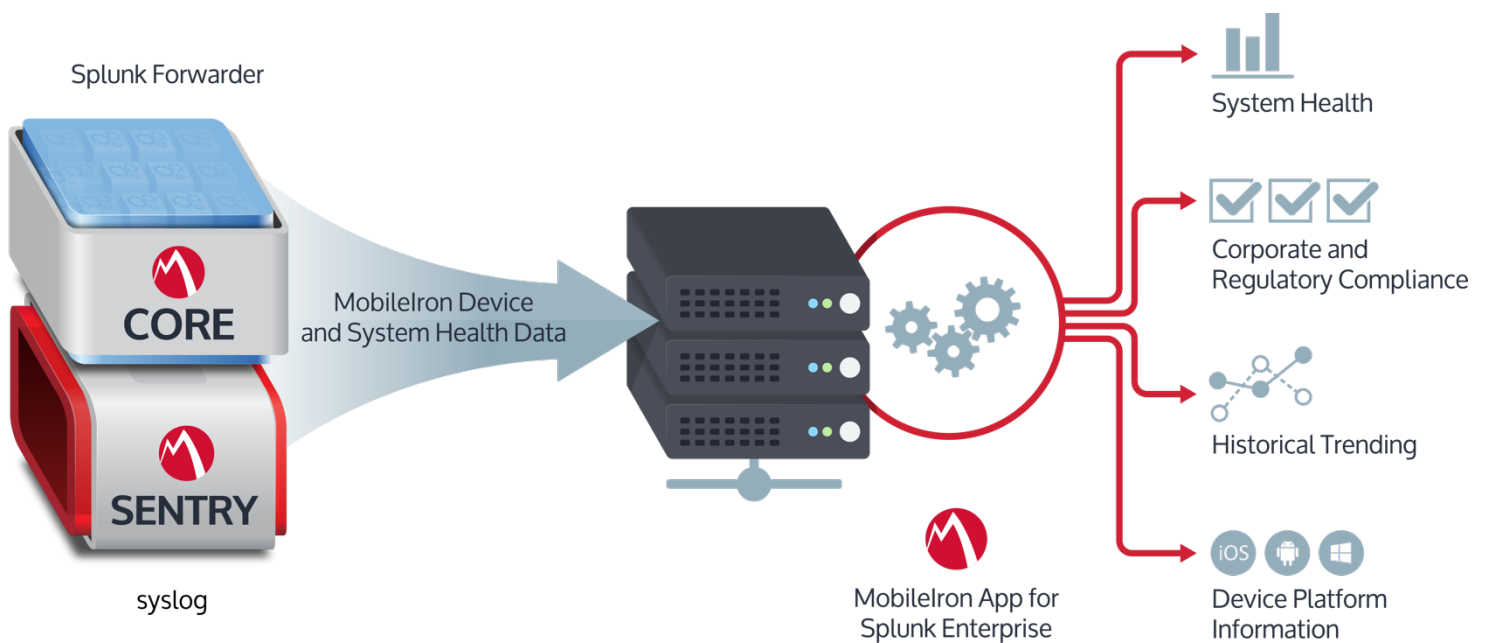 Splunk Forwarder
CORE
SENTRY
syslog
MobileIron Device
and System Health Data
MobileIron App for
Splunk Enterprise
System Health
Corporate and
Regulatory Compliance
Historical Trending
iOS
Device Platform
Information